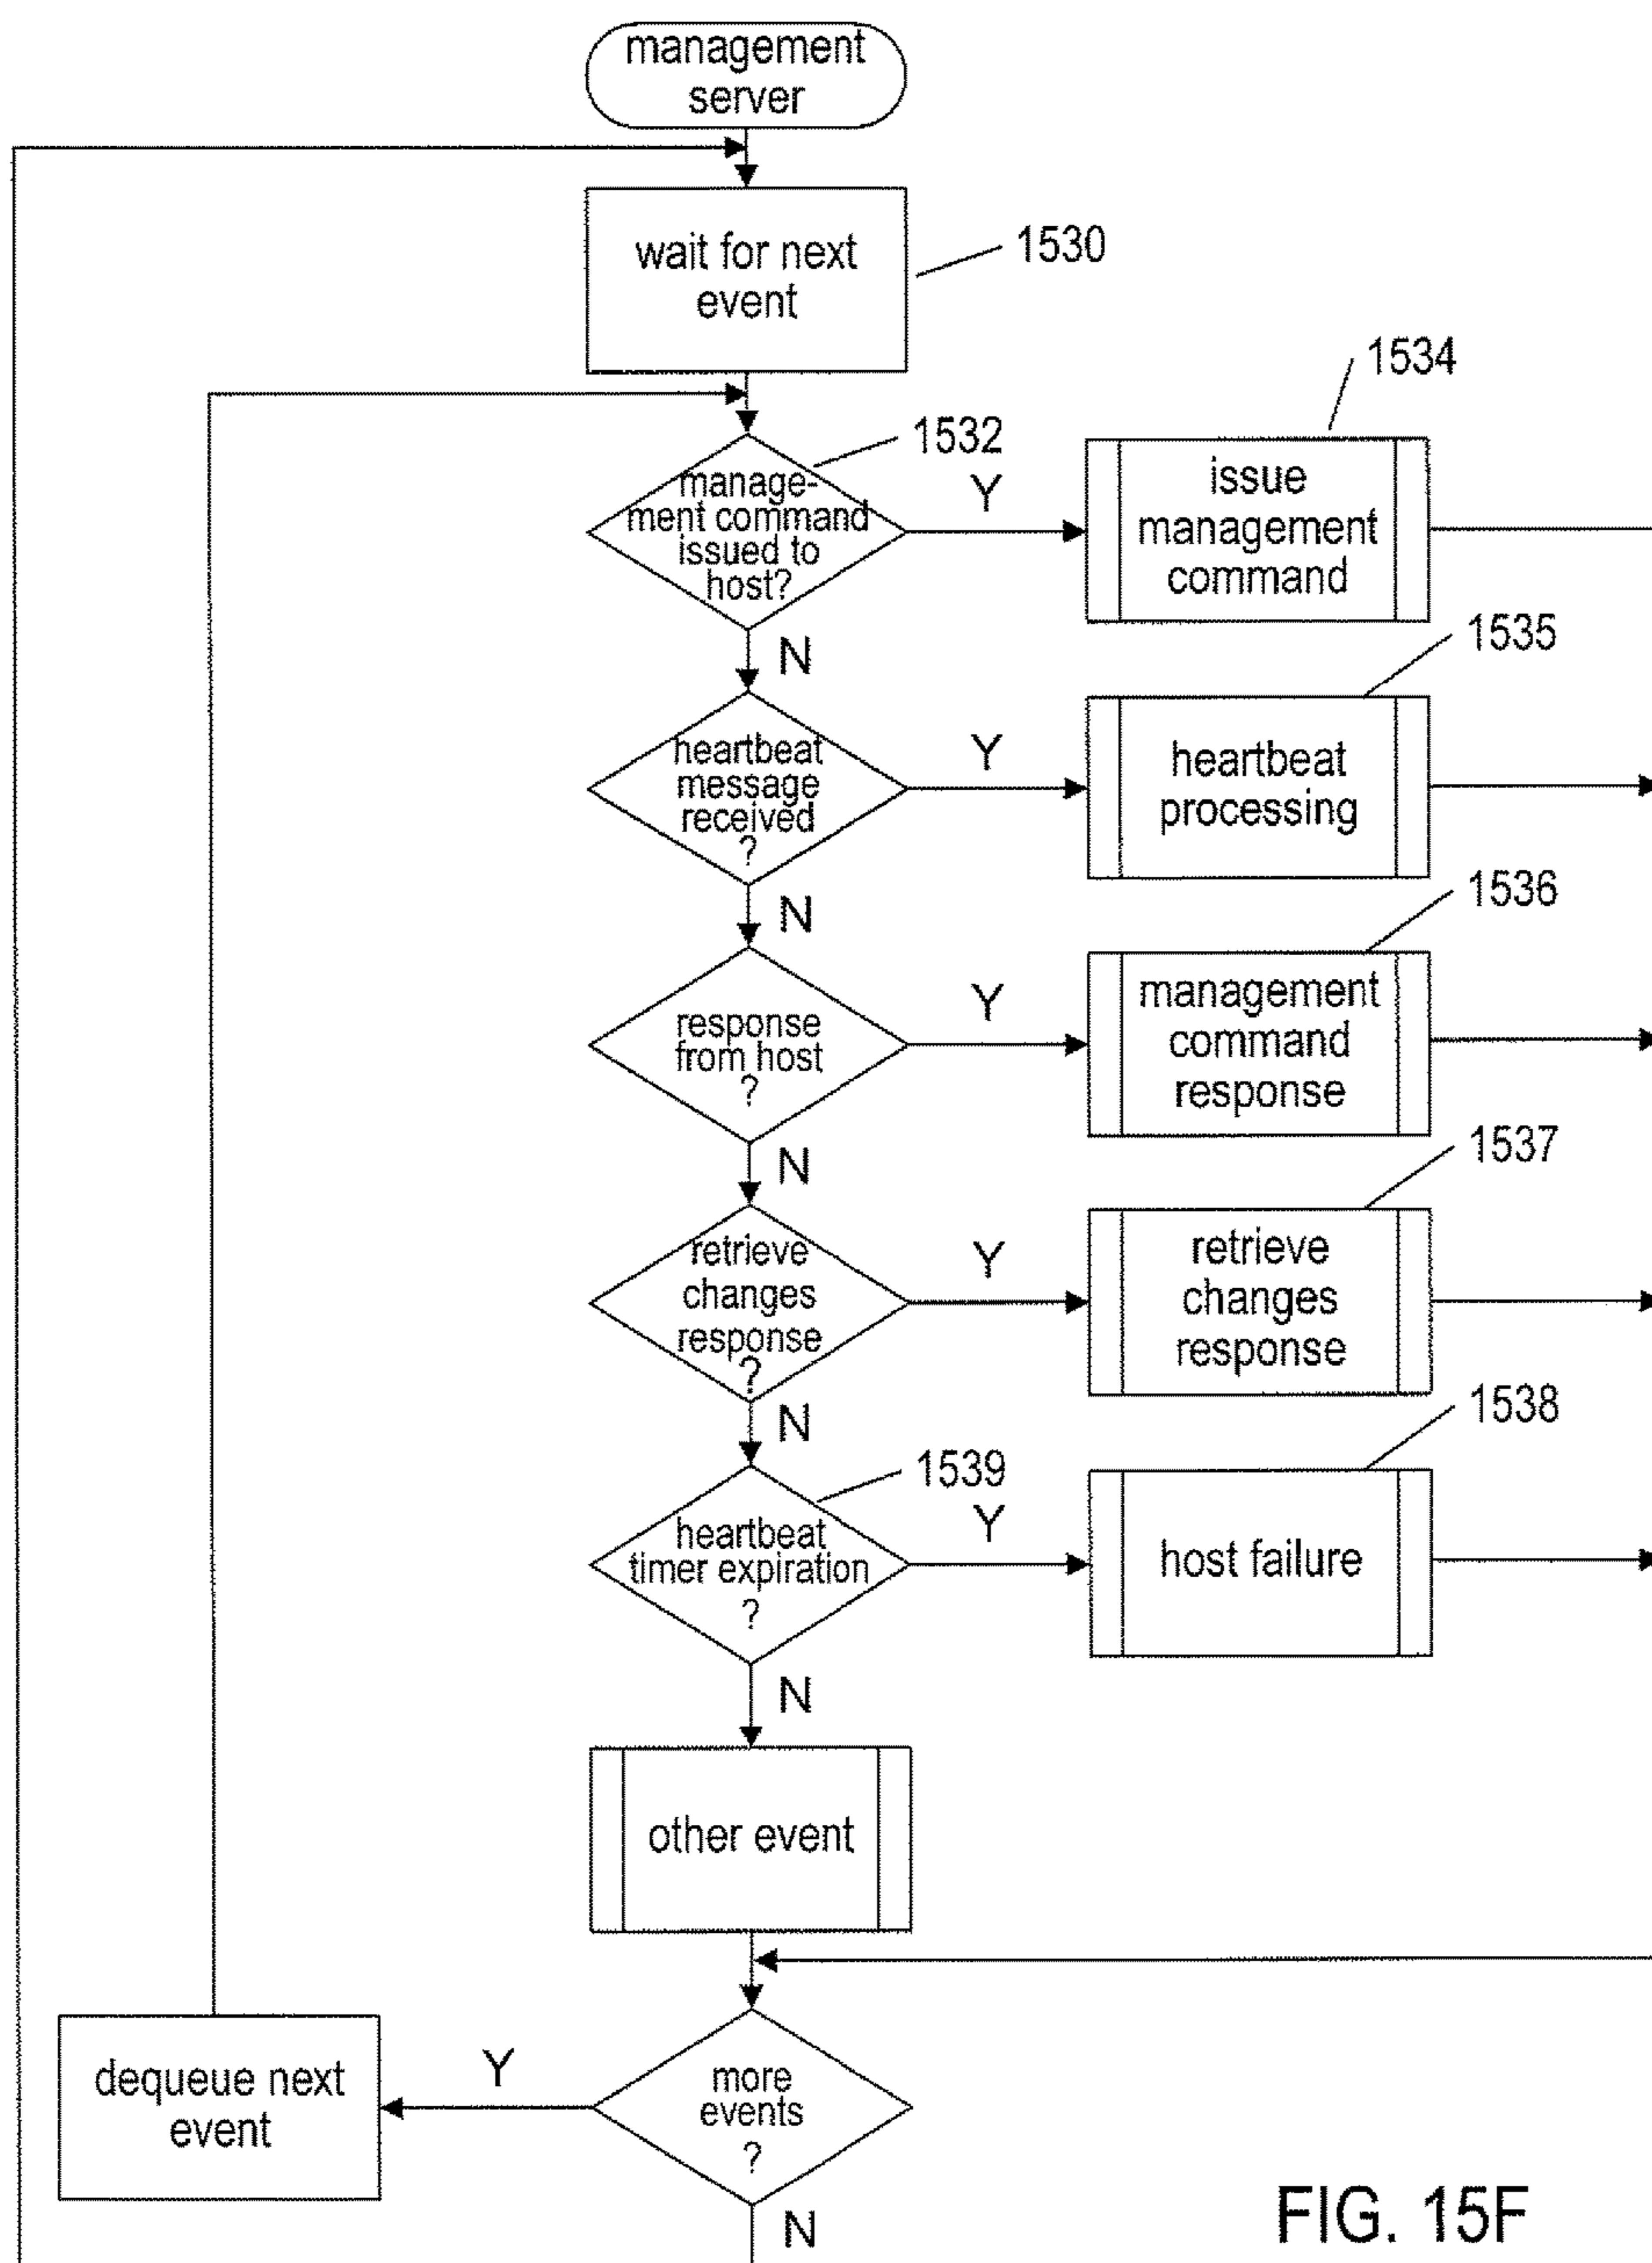 management
server
wait for next
event
1530
1532
manage-
ment command
issued to
host?
Y
1534
issue
management
command
N
heartbeat
message
received
?
Y
1535
heartbeat
processing
N
response
from host
?
Y
1536
management
command
response
N
retrieve
changes
response
?
Y
1537
retrieve
changes
response
N
1539
heartbeat
timer expiration
?
Y
1538
host failure
N
other event
more
events
?
Y
dequeue next
event
N
FIG. 15F